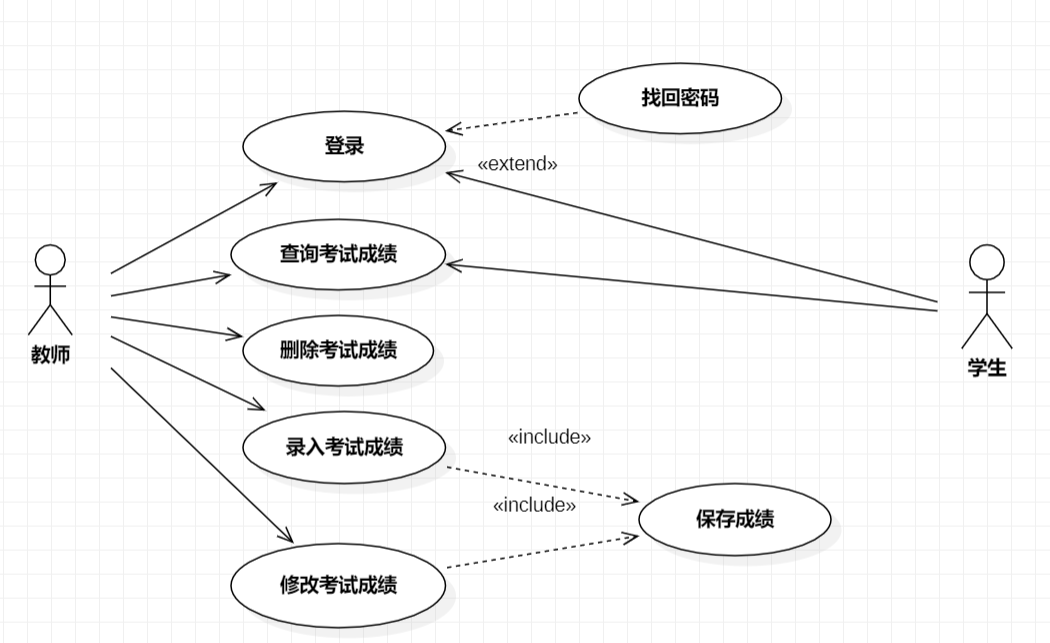 找回密码
登录
«extend»
查询考试成绩
教师
删除考试成绩
学生
录入考试成绩
«include»
«include»
保存成绩
修改考试成绩